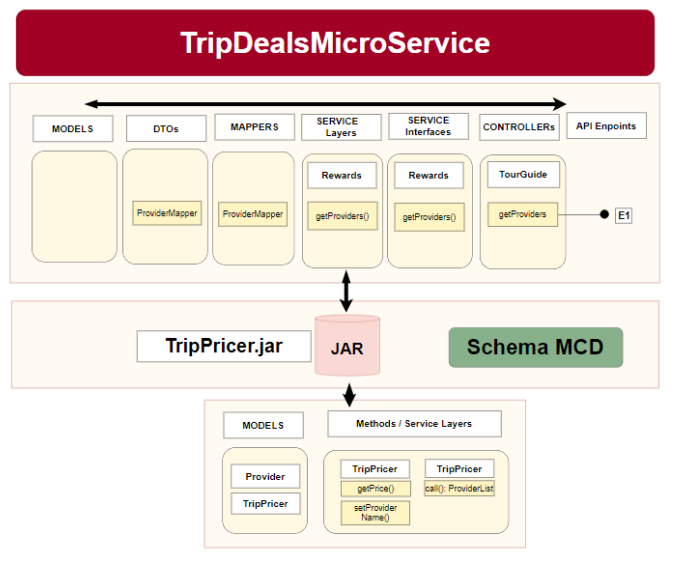 TripDealsMicroService
MODELS
DTOs
MAPPERS
SERVICE
Layers
SERVICE
Interfaces
CONTROLLERs
API Enpoints
Rewards
Rewards
TourGuide
ProviderMapper
ProviderMapper
getProviders()
getProviders()
getProviders
E1
TripPricer.jar
JAR
Schema MCD
MODELS
Methods / Service Layers
Provider
TripPricer
TripPricer
getPrice()
setProvider
Name()
TripPricer
call(): ProviderList